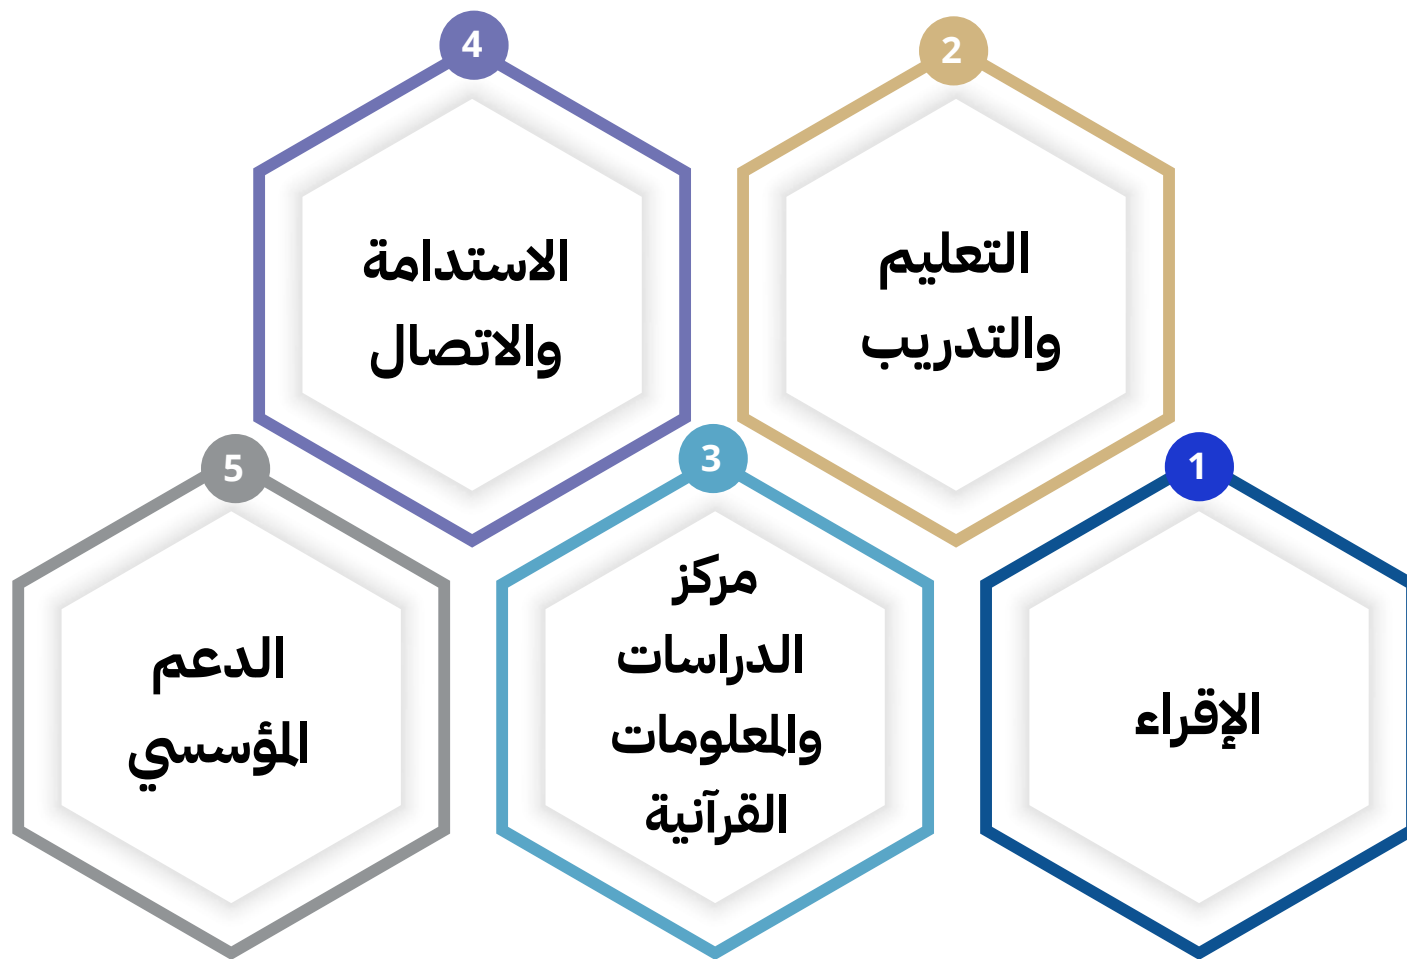 1
الإقراء
2
التعليم
والتدريب
3
مركز
الدراسات
والمعلومات
القرآنية
4
الاستدامة
والاتصال
5
الدعم
المؤسسي